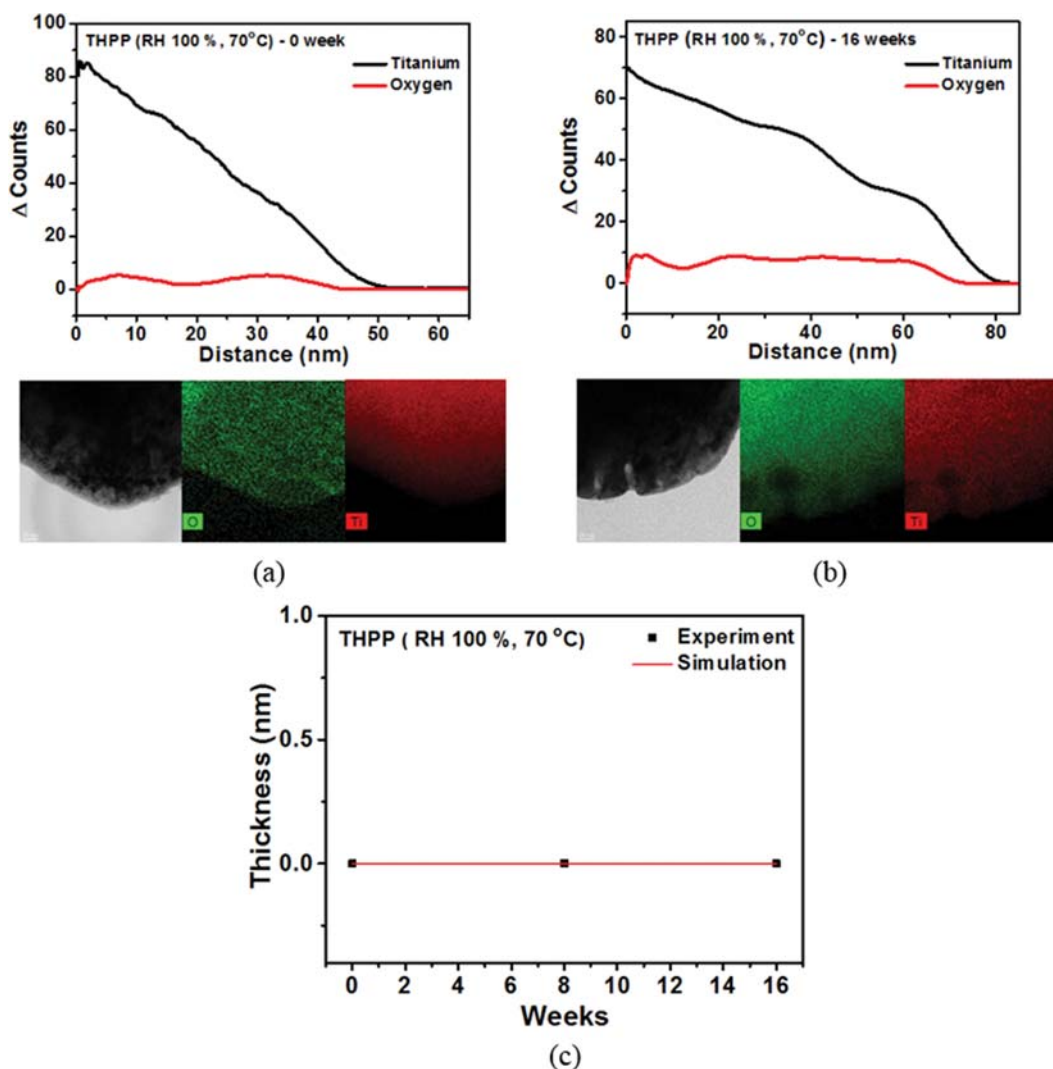 THPP (RH 100 %, 70°C) - 0 week
Titanium
Oxygen
100
80
60
40
20
0
Δ Counts
0 10 20 30 40 50 60
Distance (nm)
O
Ti
(a)
THPP (RH 100 %, 70°C) - 16 weeks
Titanium
Oxygen
80
60
40
20
0
Δ Counts
0 20 40 60 80
Distance (nm)
O
Ti
(b)
THPP ( RH 100 %, 70 °C)
Experiment
Simulation
1.0
0.5
0.0
Thickness (nm)
0 2 4 6 8 10 12 14 16
Weeks
(c)